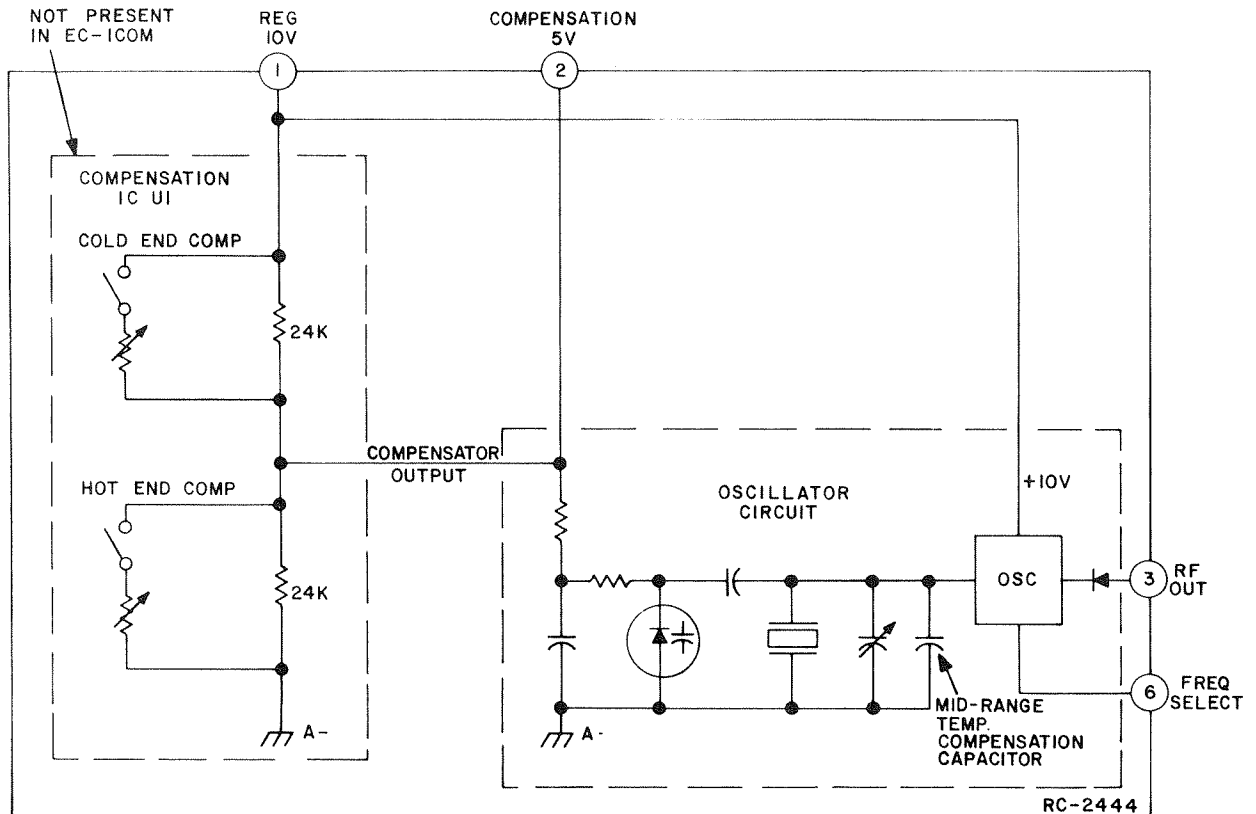 NOT PRESENT
IN EC-ICOM
REG
10V
1
COMPENSATION
5V
2
COMPENSATION
IC U1
COLD END COMP
24K
COMPENSATOR
OUTPUT
HOT END COMP
24K
A-
OSCILLATOR
CIRCUIT
+10V
OSC
3
RF
OUT
6
FREQ
SELECT
MID-RANGE
TEMP.
COMPENSATION
CAPACITOR
A-
RC-2444